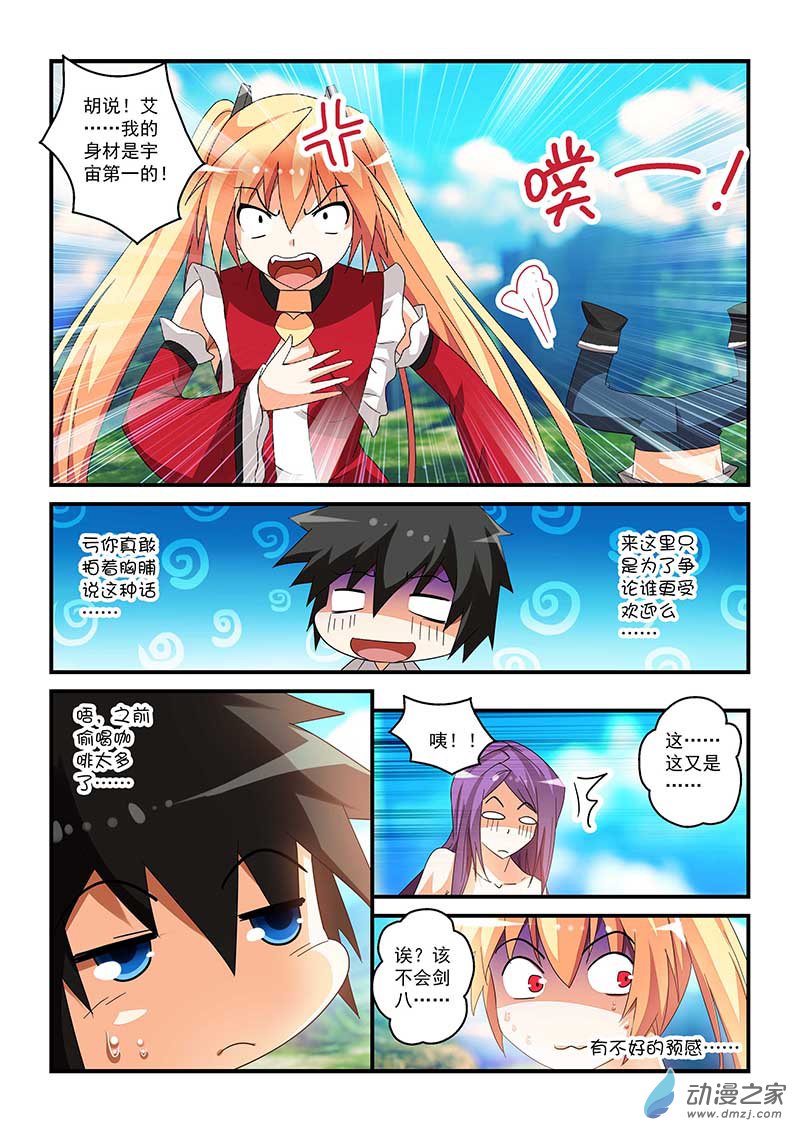 胡说！艾
……我的
身材是宇
宙第一的！
噗一！
亏你真敢
拍着胸脯
说这种话
……
来这里只
是为了争
论谁更受
欢迎么
……
唔，之前
偷喝咖
啡太多
了……
咦！！
这……
这又是
……
诶？该
不会剑
八……
有不好的预感……
动漫之家
www.dmzj.com